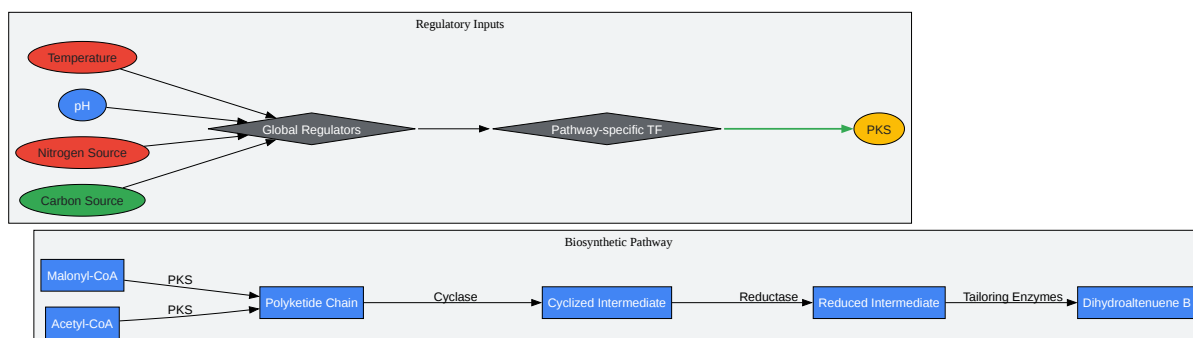 Regulatory Inputs
Temperature
pH
Global Regulators
Pathway-specific TF
PKS
Nitrogen Source
Carbon Source
Biosynthetic Pathway
Malonyl-CoA
PKS
Polyketide Chain
Cyclase
Cyclized Intermediate
Reductase
Reduced Intermediate
Tailoring Enzymes
Dihydroaltenuene B
PKS
Acetyl-CoA